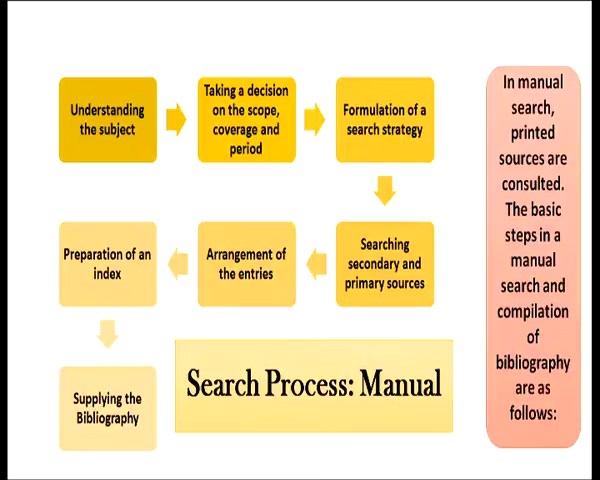 Understanding
the subject
Taking a decision
on the scope,
coverage and
period
Formulation of a
search strategy
Searching
secondary and
primary sources
Arrangement of
the entries
Preparation of an
index
Supplying the
Bibliography
Search Process: Manual
In manual
search,
printed
sources are
consulted.
The basic
steps in a
manual
search and
compilation
of
bibliography
are as
follows: